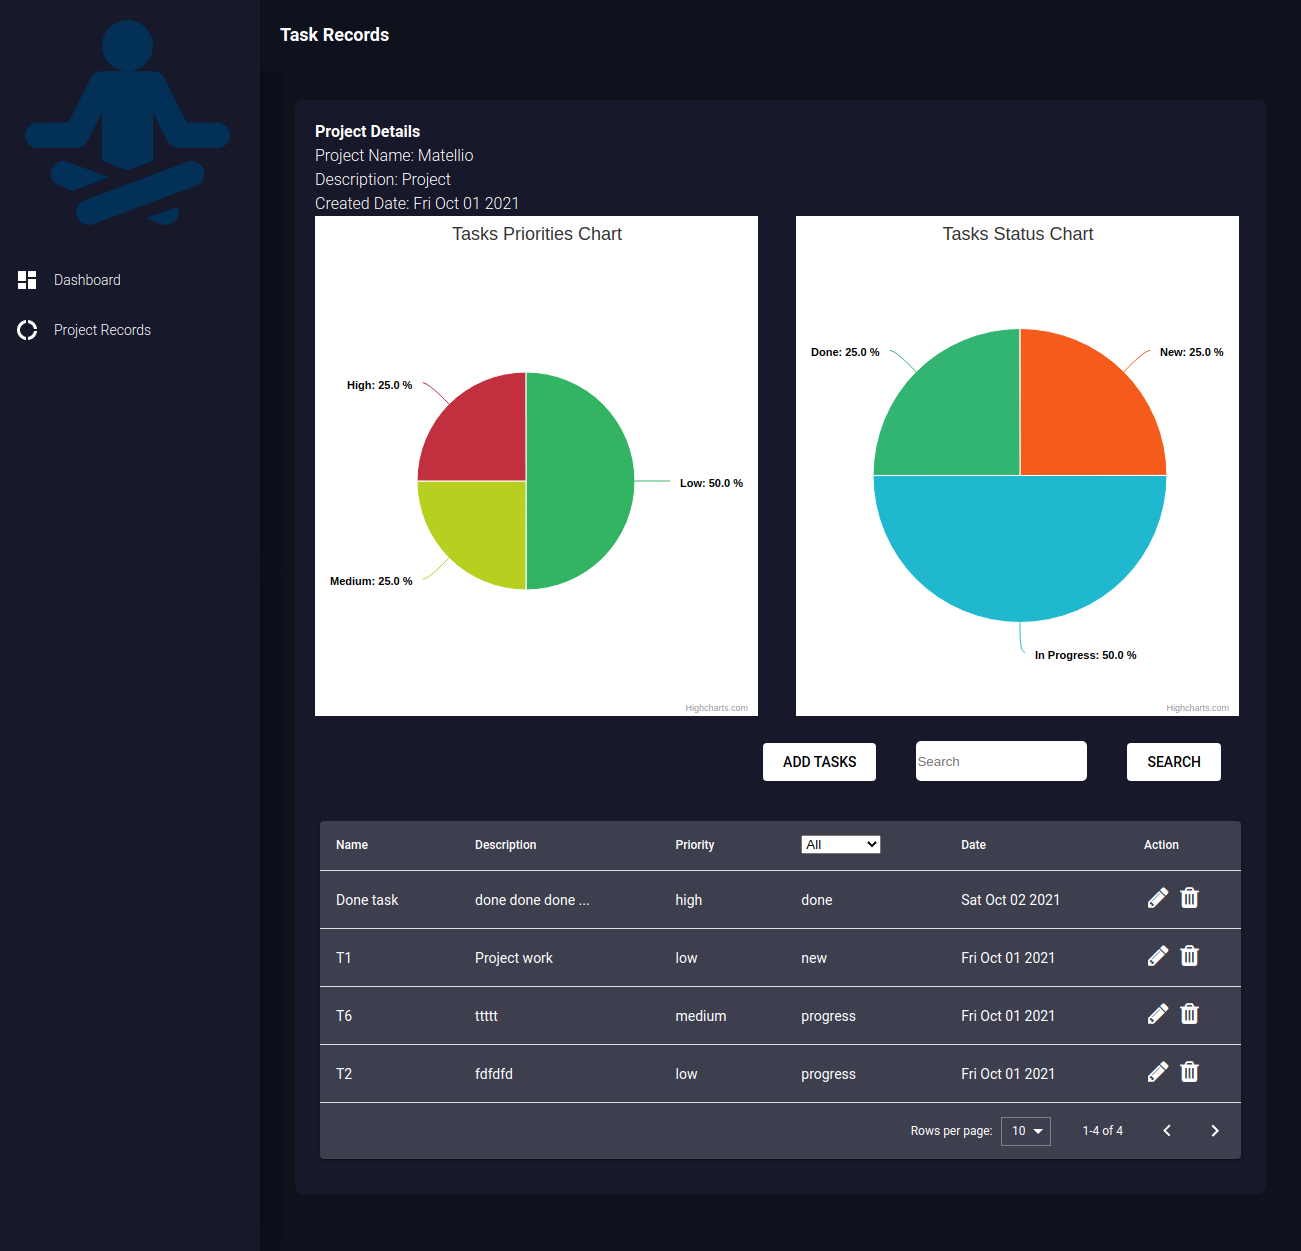 Task Records
Dashboard
Project Records
Project Details
Project Name: Matellio
Description: Project
Created Date: Fri Oct 01 2021
Tasks Priorities Chart
High: 25.0 %
Low: 50.0 %
Medium: 25.0 %
Highcharts.com
Tasks Status Chart
Done: 25.0 %
New: 25.0 %
In Progress: 50.0 %
Highcharts.com
ADD TASKS Search SEARCH
Name Description Priority All Date Action
Done task done done done ... high done Sat Oct 02 2021
T1 Project work low new Fri Oct 01 2021
T6 ttttt medium progress Fri Oct 01 2021
T2 fdfdfd low progress Fri Oct 01 2021
Rows per page: 10 1-4 of 4